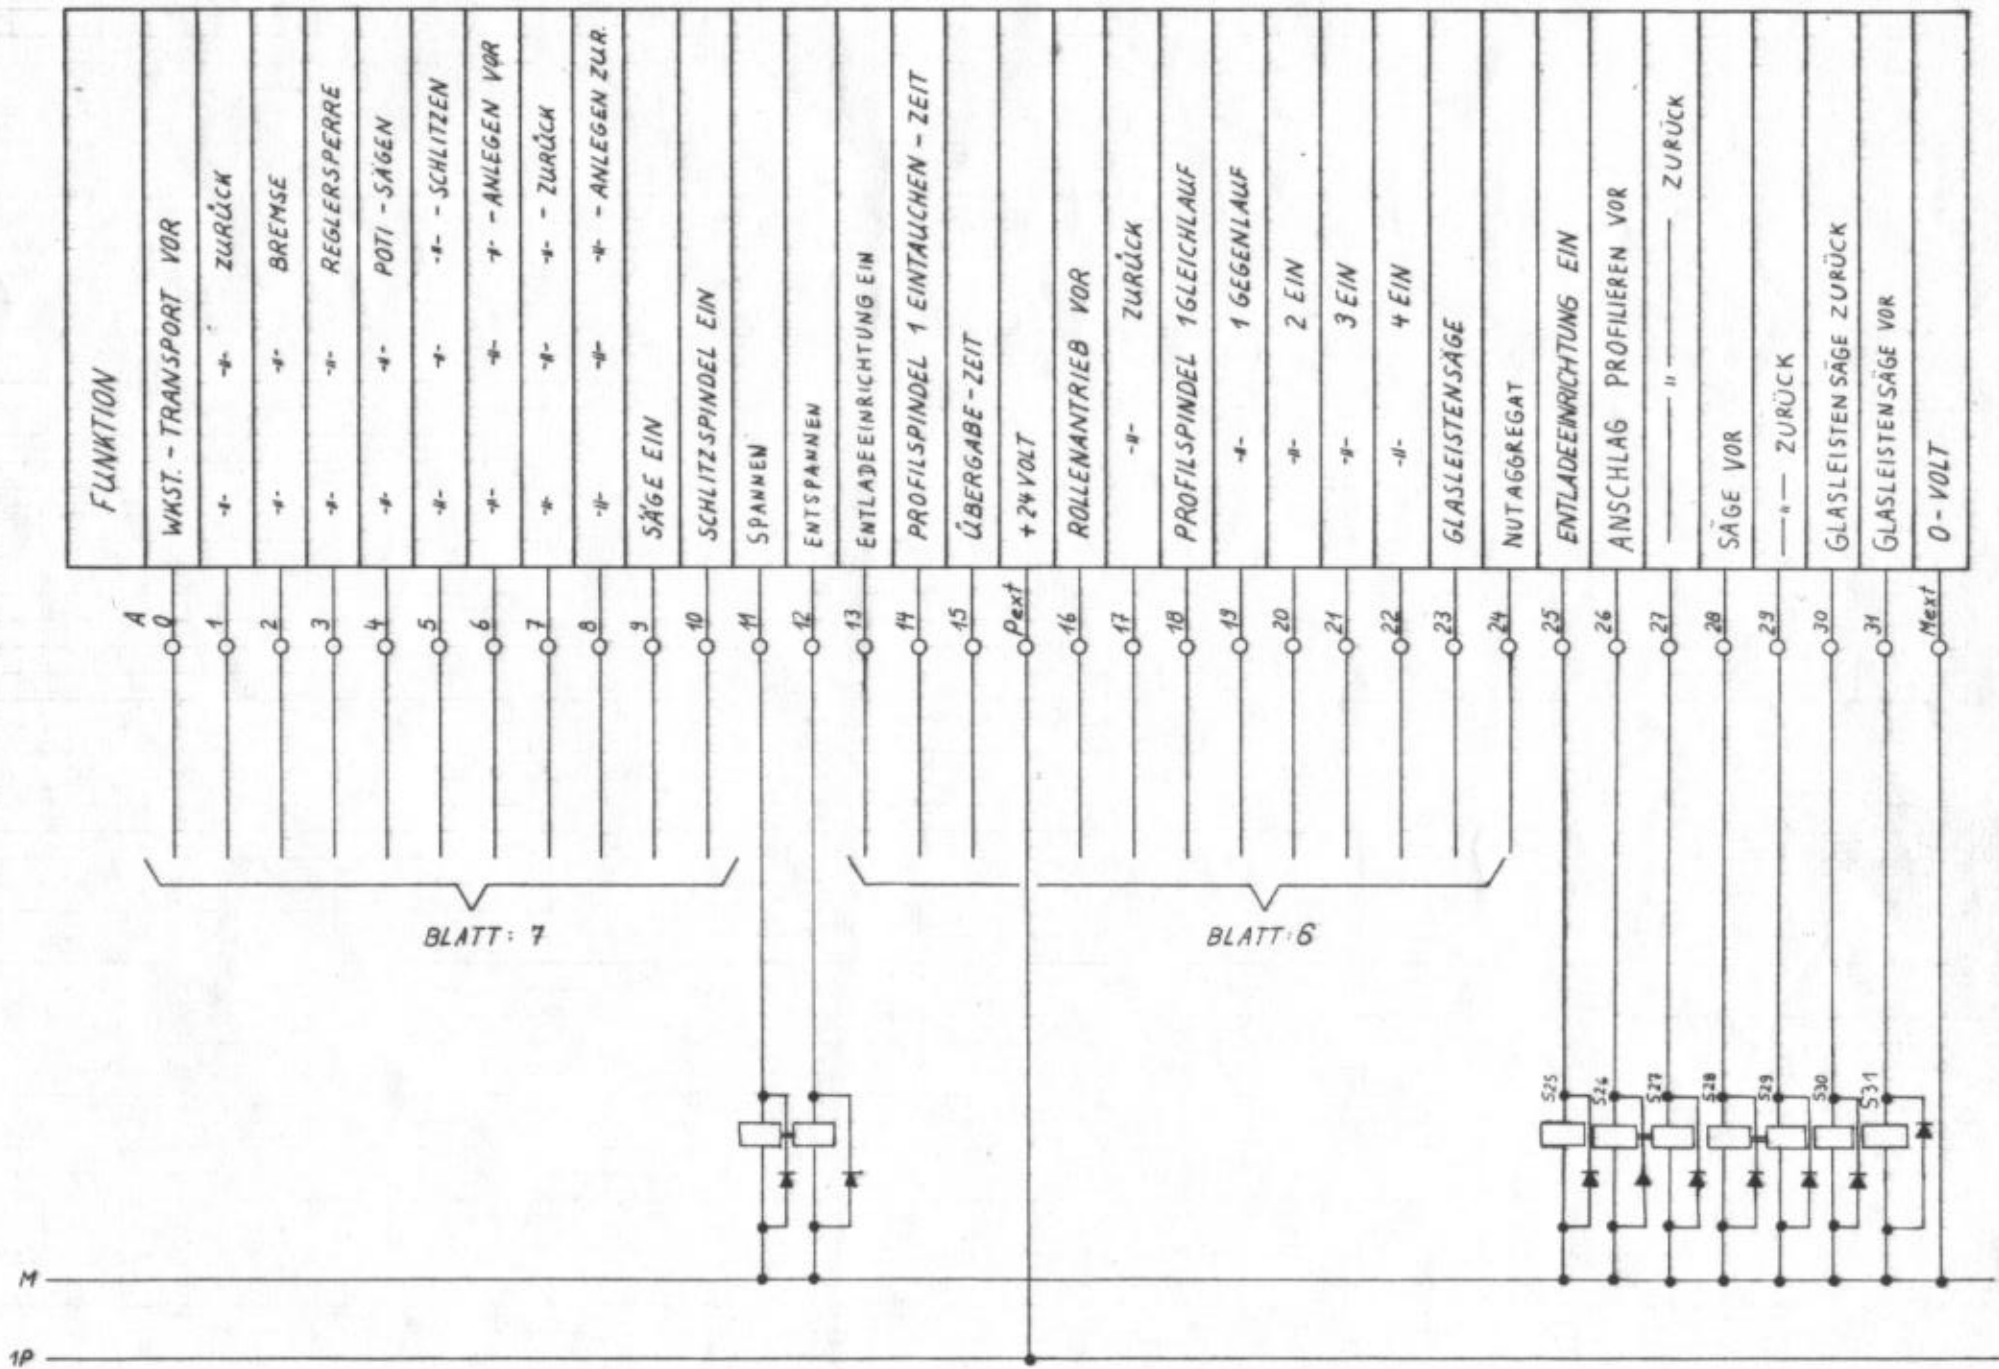 FUNKTION
A
0 WKST. - TRANSPORT VOR
1 -"- -"- ZURÜCK
2 -"- -"- BREMSE
3 -"- -"- REGLERSPERRE
4 -"- -"- POTI - SÄGEN
5 -"- -"- -"- - SCHLITZEN
6 -"- -"- -"- - ANLEGEN VOR
7 -"- -"- -"- - ZURÜCK
8 -"- -"- -"- - ANLEGEN ZUR.
9 SÄGE EIN
10 SCHLITZSPINDEL EIN
11 SPANNEN
12 ENTSPANNEN
13 ENTLADEEINRICHTUNG EIN
14 PROFILSPINDEL 1 EINTAUCHEN - ZEIT
15 ÜBERGABE - ZEIT
Pext +24 VOLT
16 ROLLENANTRIEB VOR
17 -"- ZURÜCK
18 PROFILSPINDEL 1 GLEICHLAUF
19 -"- 1 GEGENLAUF
20 -"- 2 EIN
21 -"- 3 EIN
22 -"- 4 EIN
23 GLASLEISTENSÄGE
24 NUTAGGREGAT
25 ENTLADEEINRICHTUNG EIN
26 ANSCHLAG PROFILIEREN VOR
27 —— " —— ZURÜCK
28 SÄGE VOR
29 — " — ZURÜCK
30 GLASLEISTENSÄGE ZURÜCK
31 GLASLEISTENSÄGE VOR
Mext 0 - VOLT
BLATT: 7
BLATT: 6
S25
S26
S27
S28
S29
S30
S31
M
1P